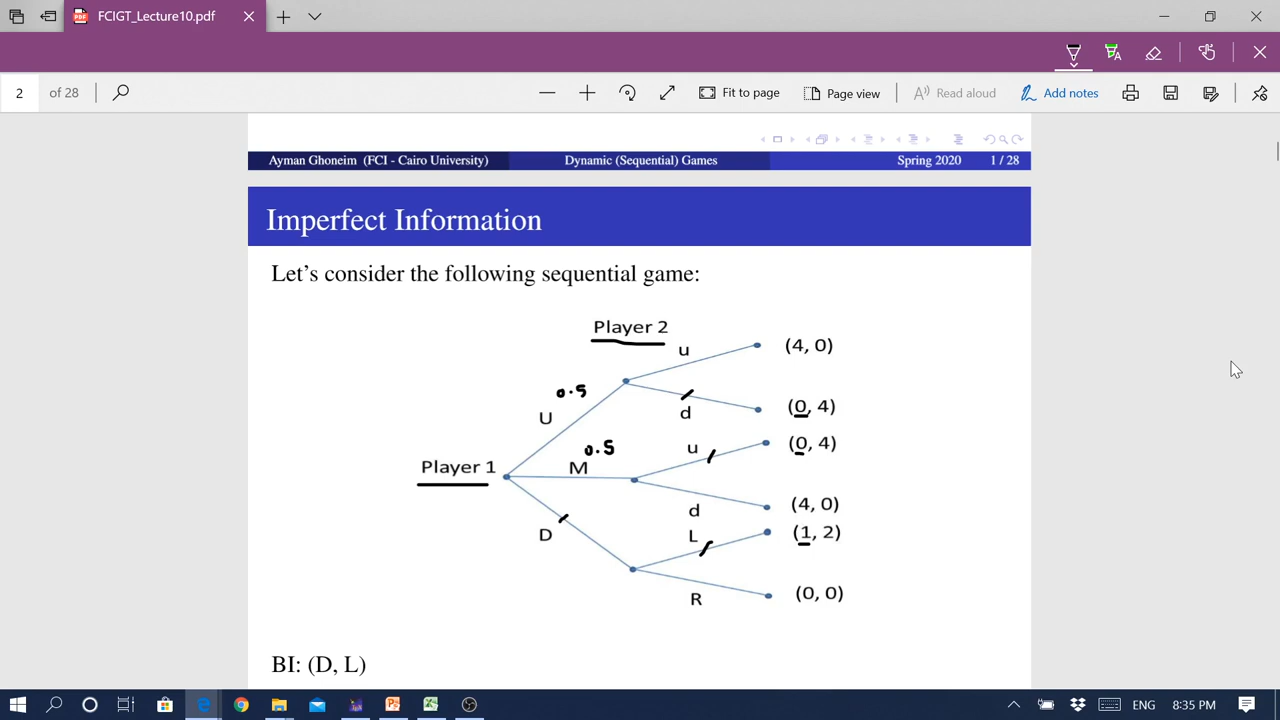 FCIGT_Lecture10.pdf
2 of 28
Fit to page
Page view
Read aloud
Add notes
Ayman Ghoneim (FCI - Cairo University) Dynamic (Sequential) Games Spring 2020 1 / 28
Imperfect Information
Let's consider the following sequential game:
Player 2
u (4, 0)
0.5
U d (0, 4)
0.5 u (0, 4)
Player 1 M
d (4, 0)
D L (1, 2)
R (0, 0)
BI: (D, L)
ENG 8:35 PM